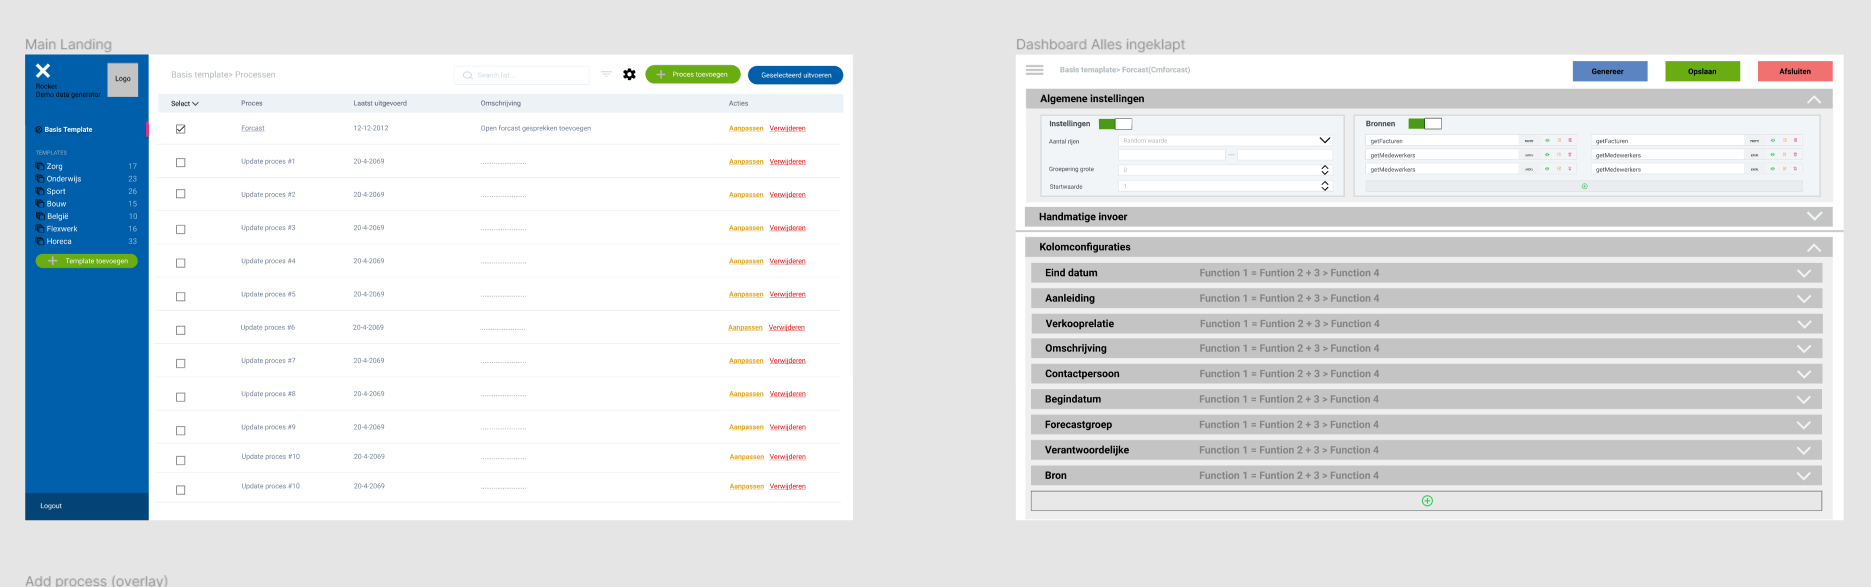 Main Landing
Logo
Rocket
Demo data generator
Basis Template
TEMPLATES
Zorg 17
Onderwijs 23
Sport 26
Bouw 15
België 10
Flexwerk 16
Horeca 33
Template toevoegen
Logout
Basis template> Processen
Search list...
Proces toevoegen
Geselecteerd uitvoeren
Select Proces Laatst uitgevoerd Omschrijving Acties
Forcast 12-12-2012 Open forcast gesprekken toevoegen Aanpassen Verwijderen
Update proces #1 20-4-2069 ........................ Aanpassen Verwijderen
Update proces #2 20-4-2069 ........................ Aanpassen Verwijderen
Update proces #3 20-4-2069 ........................ Aanpassen Verwijderen
Update proces #4 20-4-2069 ........................ Aanpassen Verwijderen
Update proces #5 20-4-2069 ........................ Aanpassen Verwijderen
Update proces #6 20-4-2069 ........................ Aanpassen Verwijderen
Update proces #7 20-4-2069 ........................ Aanpassen Verwijderen
Update proces #8 20-4-2069 ........................ Aanpassen Verwijderen
Update proces #9 20-4-2069 ........................ Aanpassen Verwijderen
Update proces #10 20-4-2069 ........................ Aanpassen Verwijderen
Update proces #10 20-4-2069 ........................ Aanpassen Verwijderen
Add process (overlay)
Dashboard Alles ingeklapt
Basis temaplate> Forcast(Cmforcast)
Genereer
Opslaan
Afsluiten
Algemene instellingen
Instellingen
Aantal rijen Random waarde
Groepering grote 0
Startwaarde 1
Bronnen
getFacturen getFacturen
getMedewerkers getMedewerkers
getMedewerkers getMedewerkers
Handmatige invoer
Kolomconfiguraties
Eind datum Function 1 = Funtion 2 + 3 > Function 4
Aanleiding Function 1 = Funtion 2 + 3 > Function 4
Verkooprelatie Function 1 = Funtion 2 + 3 > Function 4
Omschrijving Function 1 = Funtion 2 + 3 > Function 4
Contactpersoon Function 1 = Funtion 2 + 3 > Function 4
Begindatum Function 1 = Funtion 2 + 3 > Function 4
Forecastgroep Function 1 = Funtion 2 + 3 > Function 4
Verantwoordelijke Function 1 = Funtion 2 + 3 > Function 4
Bron Function 1 = Funtion 2 + 3 > Function 4